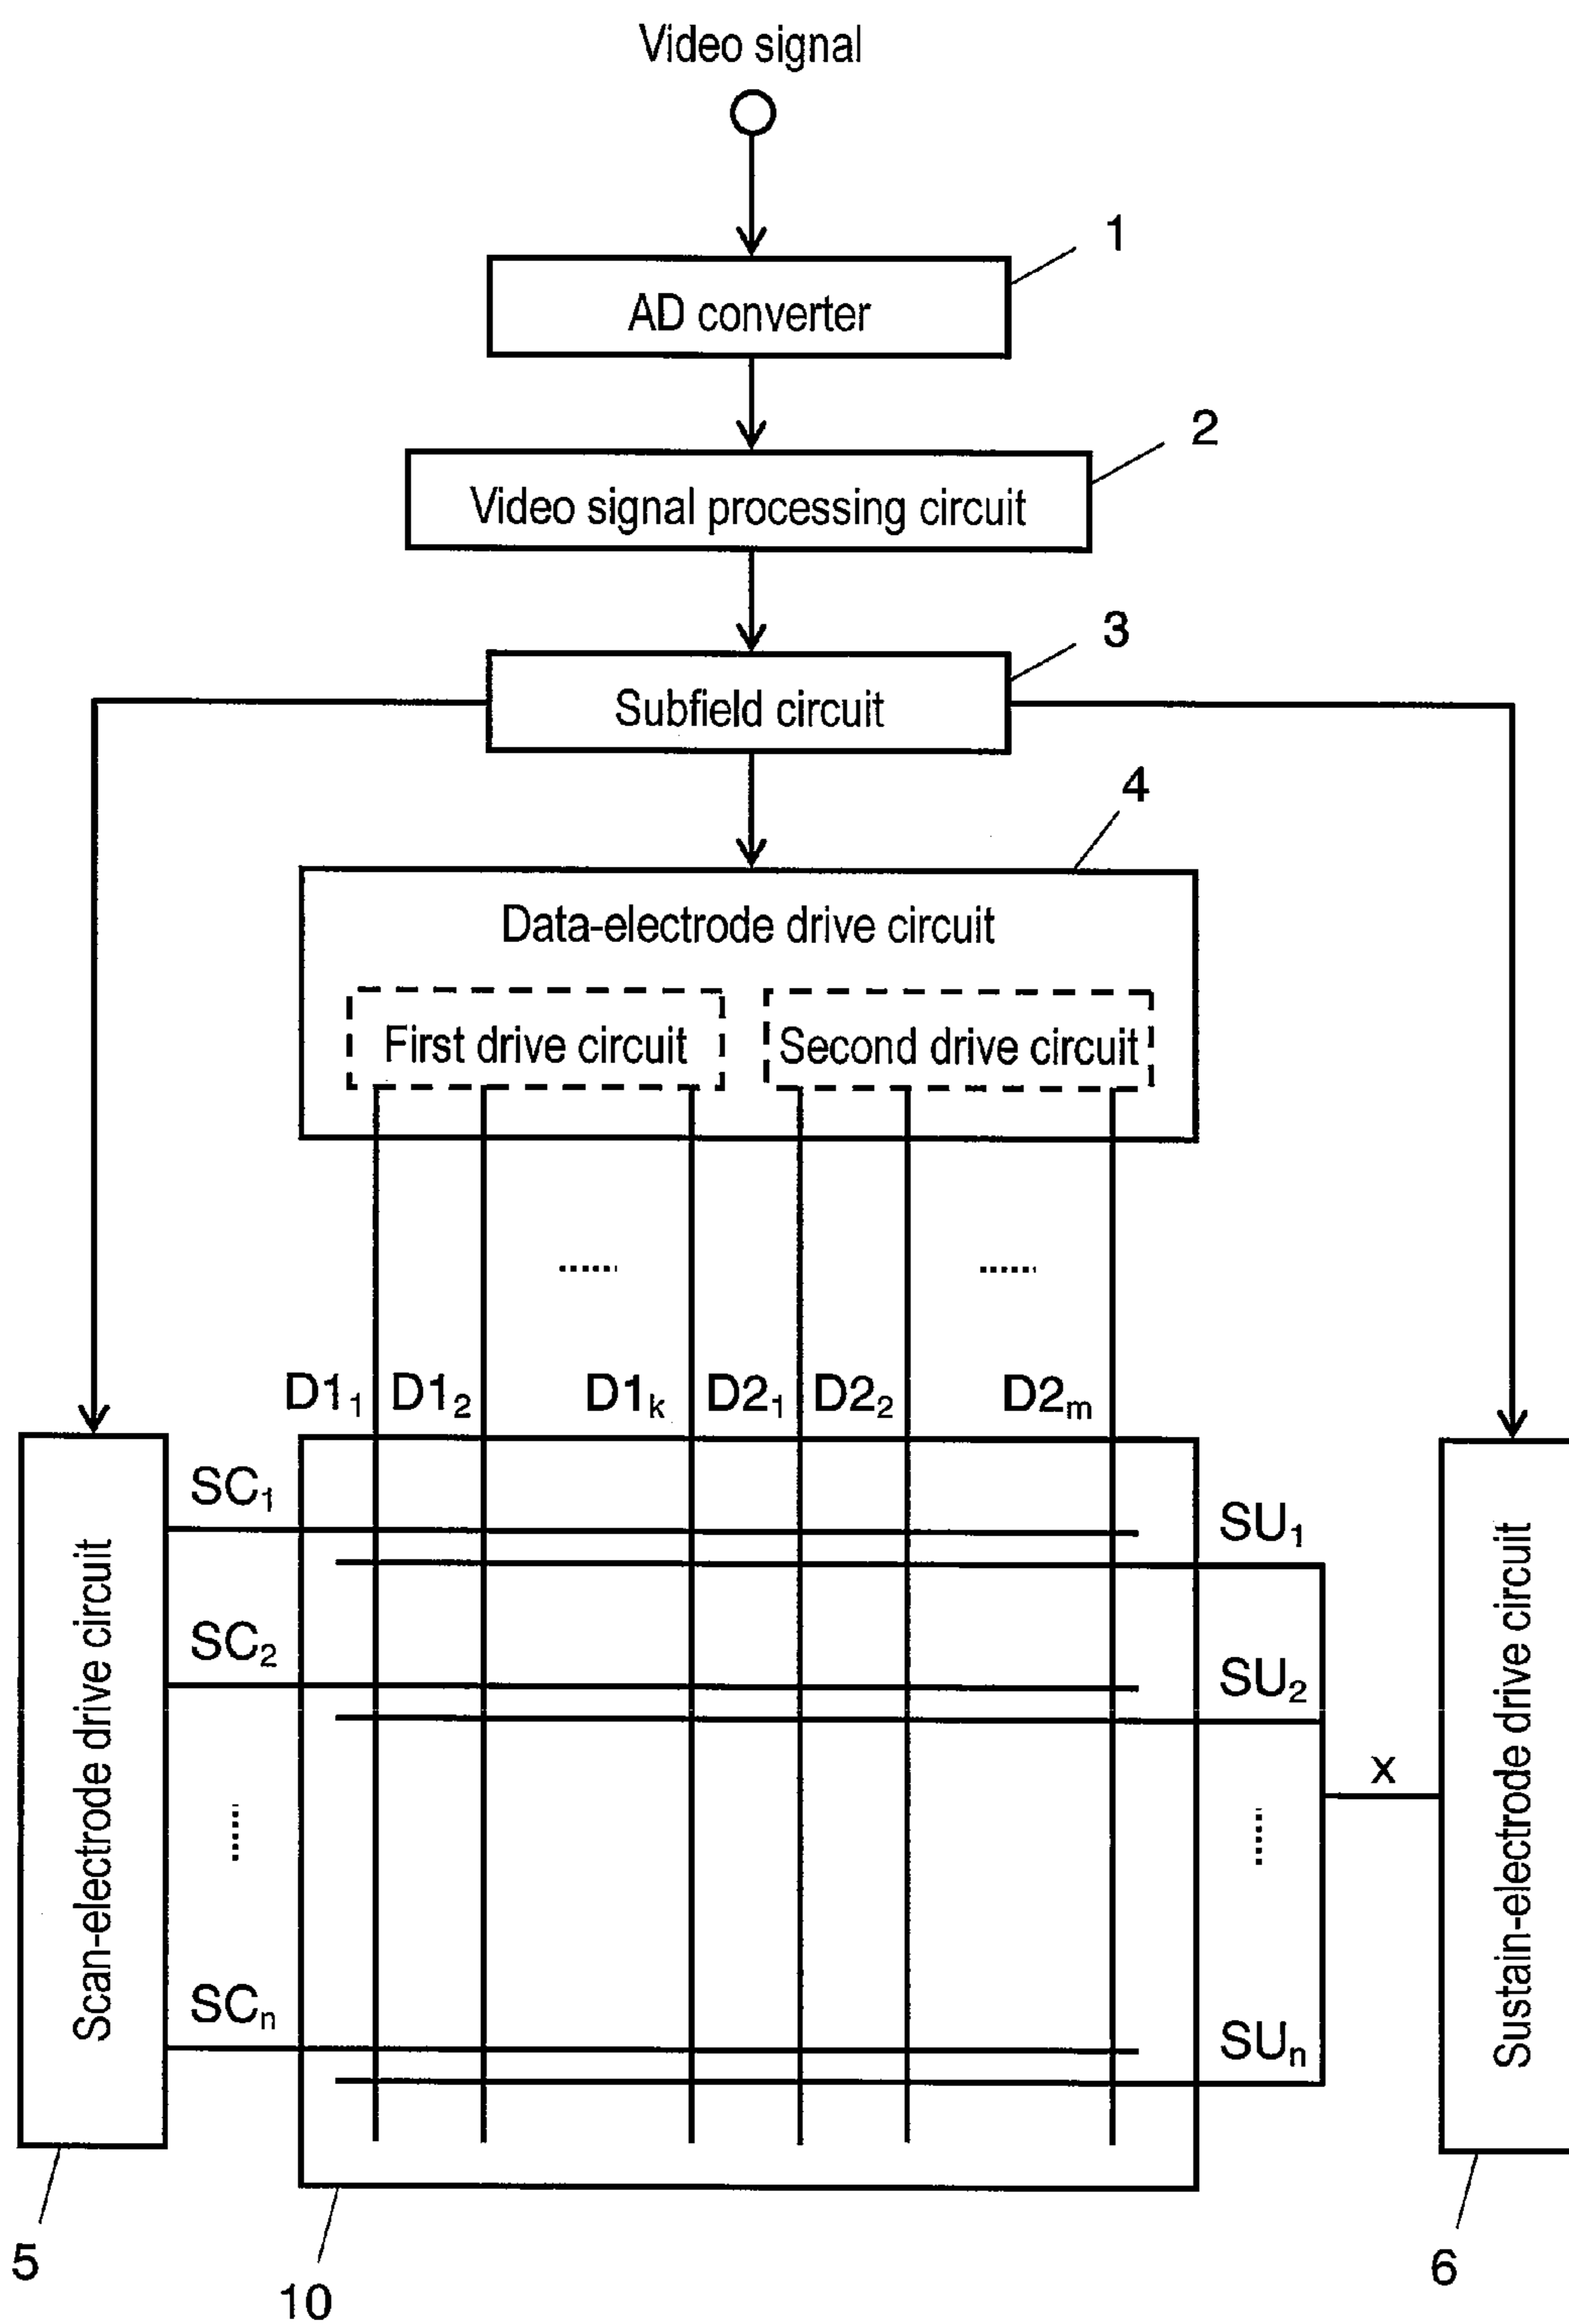 Video signal
1
AD converter
2
Video signal processing circuit
3
Subfield circuit
4
Data-electrode drive circuit
First drive circuit
Second drive circuit
D1₁
D1₂
D1ₖ
D2₁
D2₂
D2ₘ
SC₁
SU₁
SC₂
SU₂
x
SCₙ
SUₙ
Scan-electrode drive circuit
Sustain-electrode drive circuit
5
10
6